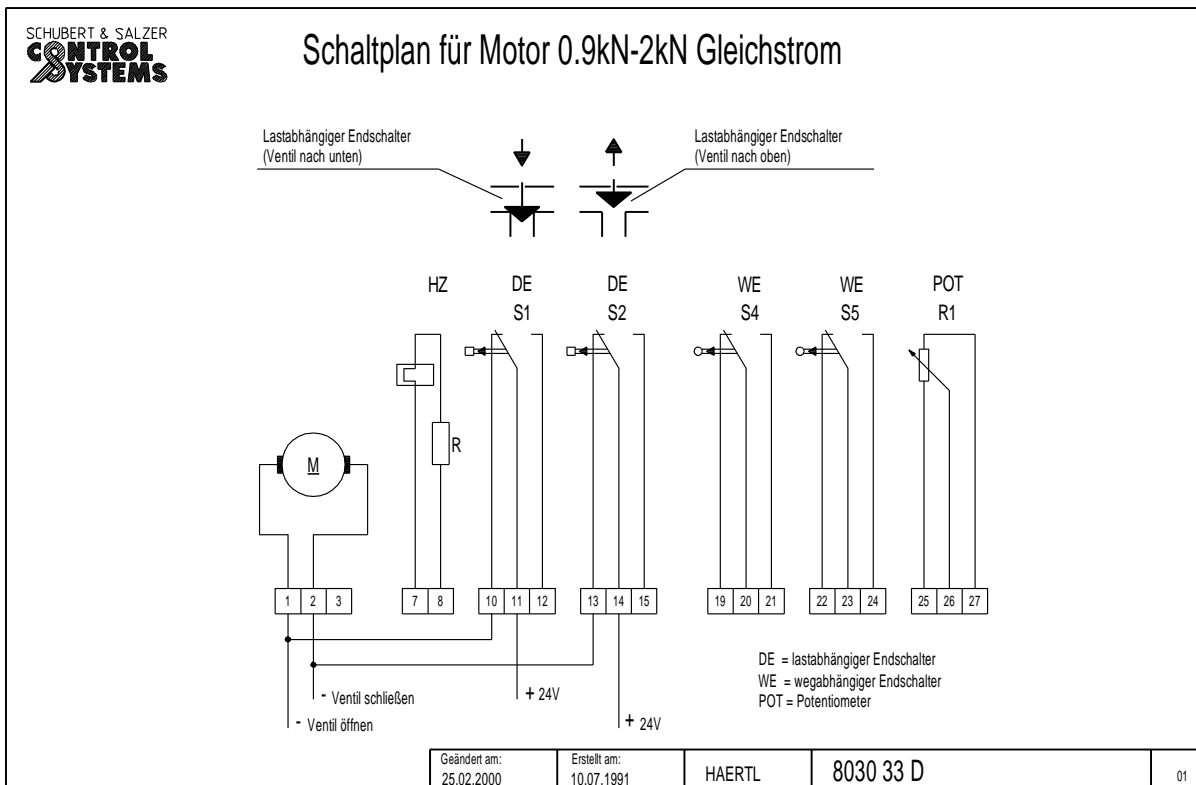 SCHUBERT & SALZER
CONTROL
SYSTEMS
Schaltplan für Motor 0.9kN-2kN Gleichstrom
Lastabhängiger Endschalter
(Ventil nach unten)
Lastabhängiger Endschalter
(Ventil nach oben)
HZ DE DE WE WE POT
S1 S2 S4 S5 R1
R
M
1 2 3 7 8 10 11 12 13 14 15 19 20 21 22 23 24 25 26 27
DE = lastabhängiger Endschalter
WE = wegabhängiger Endschalter
POT = Potentiometer
- Ventil schließen + 24V
- Ventil öffnen + 24V
Geändert am: Erstellt am:
25.02.2000 10.07.1991 HAERTL 8030 33 D 01